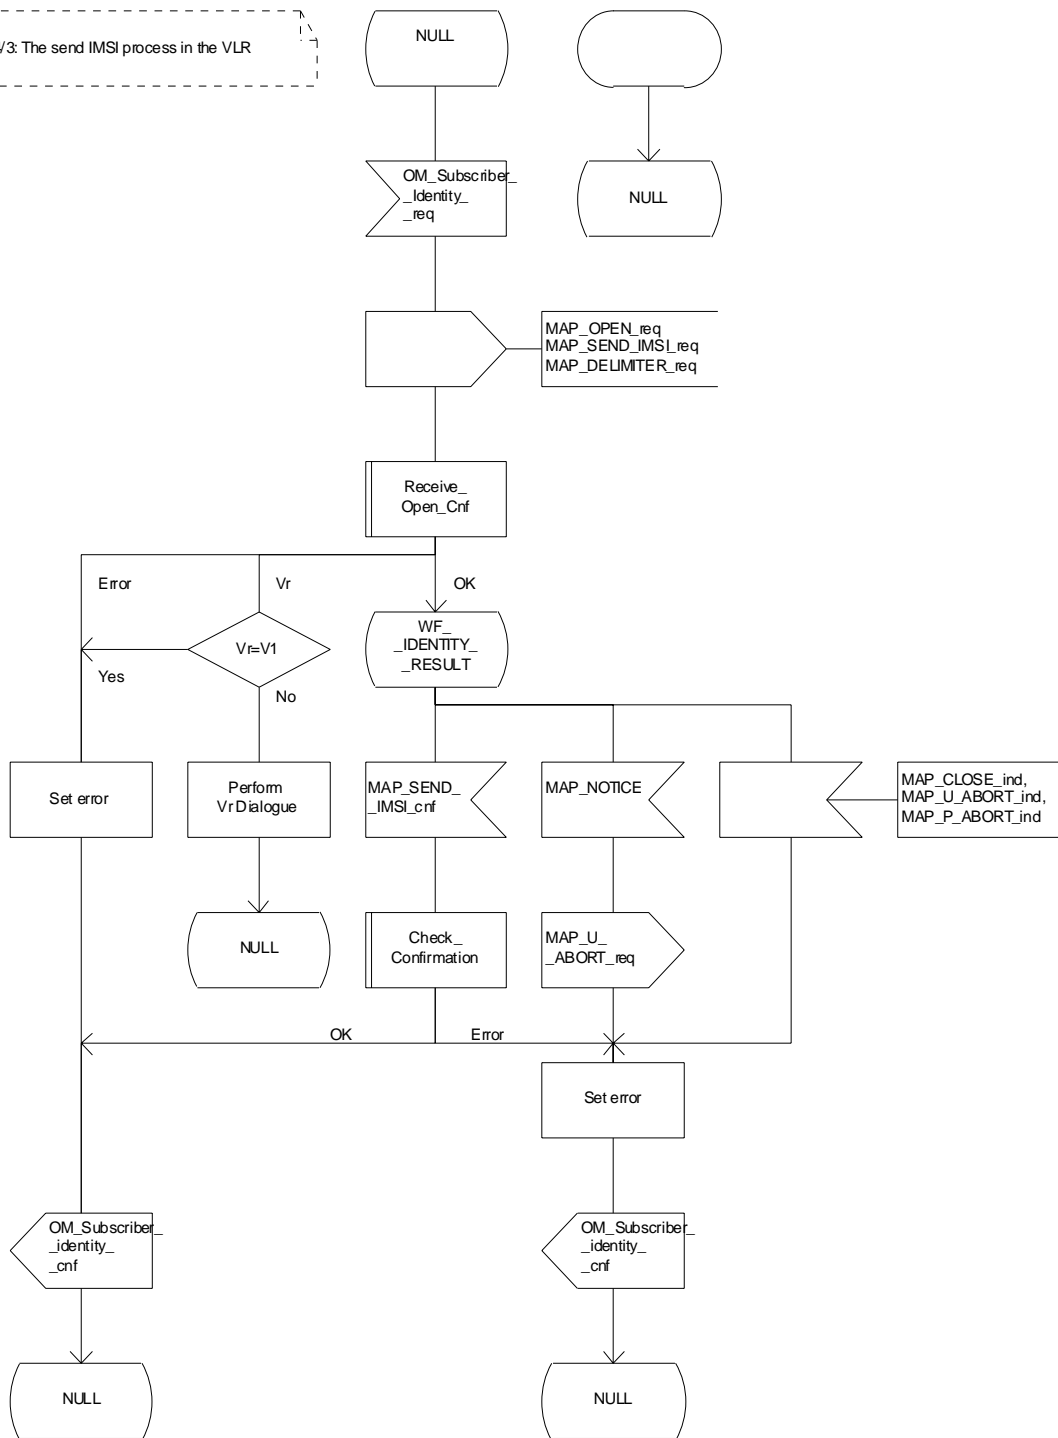 /3: The send IMSI process in the VLR
NULL
OM_Subscriber_
_Identity_
_req
NULL
MAP_OPEN_req
MAP_SEND_IMSI_req
MAP_DELIMITER_req
Receive_
Open_Cnf
Error
Vr
OK
Vr=V1
WF_
_IDENTITY_
_RESULT
Yes
No
Set error
Perform
Vr Dialogue
MAP_SEND_
_IMSI_cnf
MAP_NOTICE
MAP_CLOSE_ind,
MAP_U_ABORT_ind,
MAP_P_ABORT_ind
NULL
Check_
Confirmation
MAP_U_
_ABORT_req
OK
Error
Set error
OM_Subscriber_
_identity_
_cnf
OM_Subscriber_
_identity_
_cnf
NULL
NULL